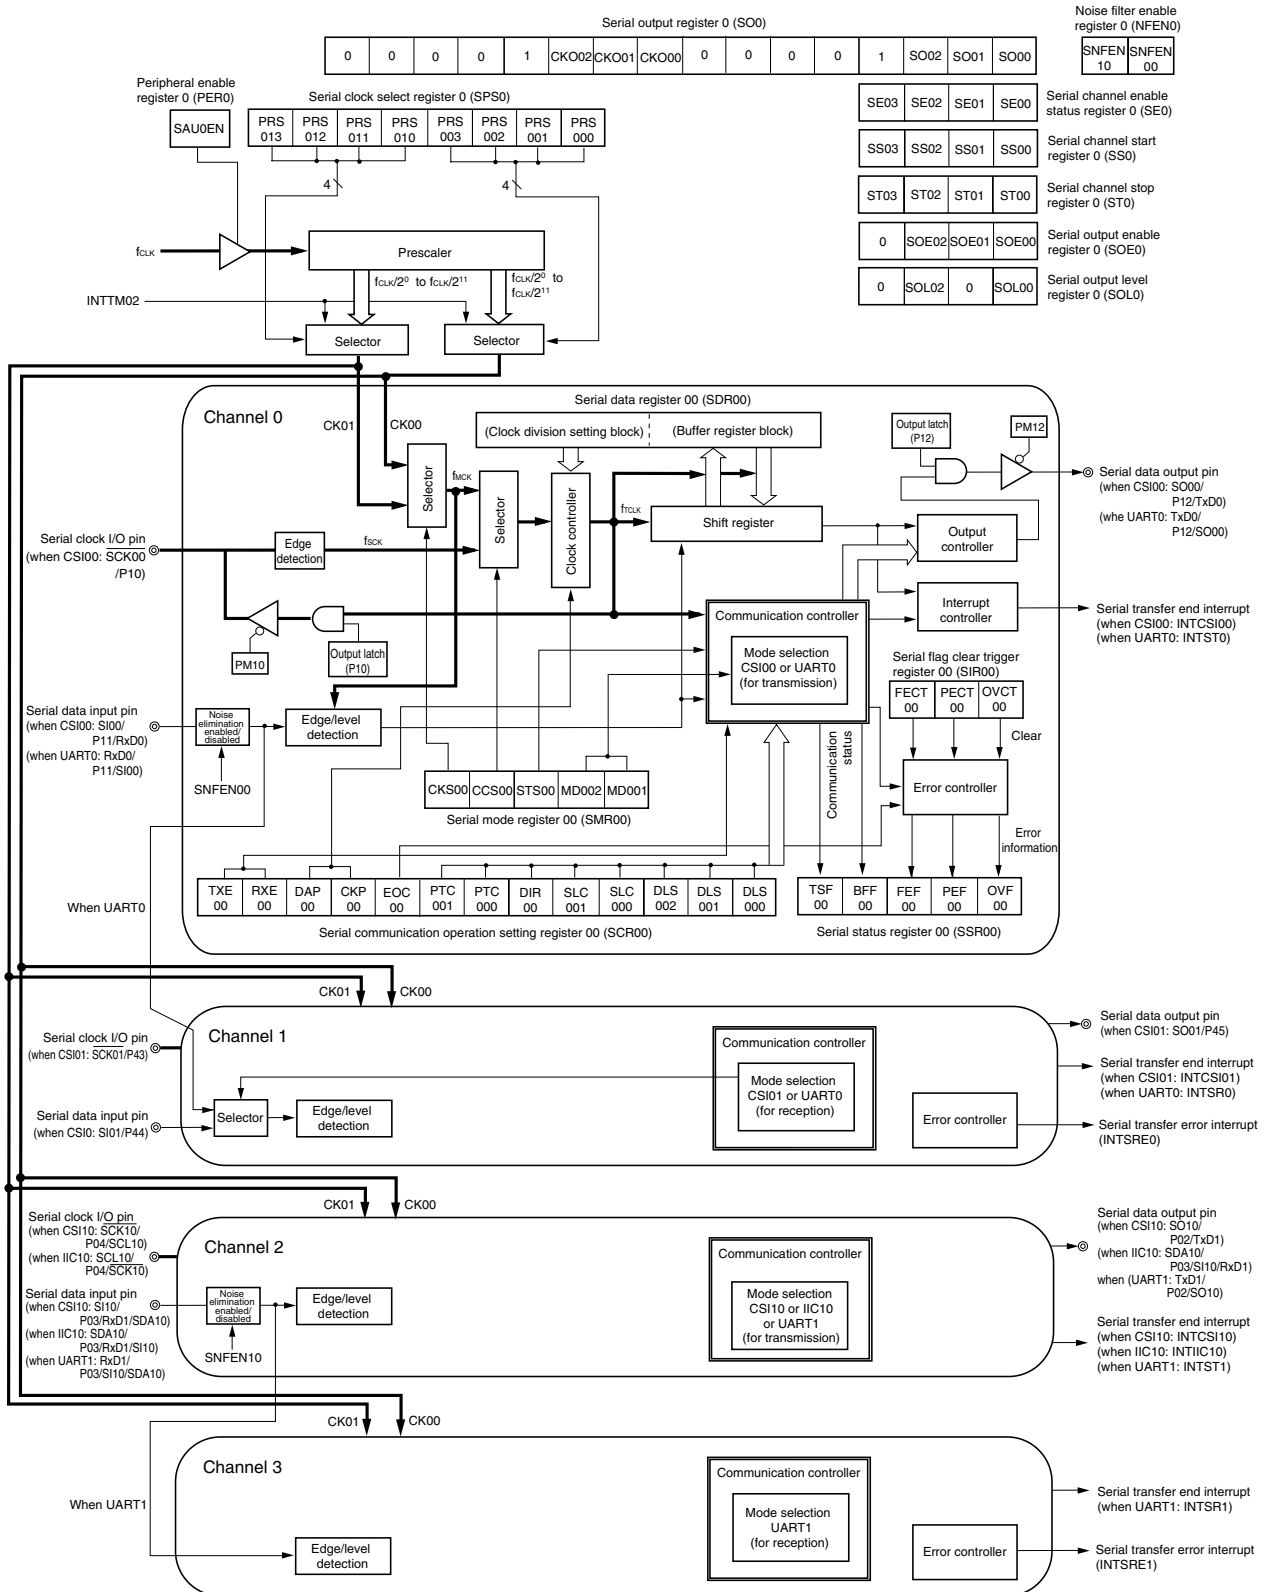 Serial output register 0 (SO0)
0 0 0 0 1 CKO02 CKO01 CKO00 0 0 0 0 1 SO02 SO01 SO00
Noise filter enable
register 0 (NFEN0)
SNFEN
10
SNFEN
00
Peripheral enable
register 0 (PER0)
SAU0EN
Serial clock select register 0 (SPS0)
PRS
013
PRS
012
PRS
011
PRS
010
PRS
003
PRS
002
PRS
001
PRS
000
4
4
SE03 SE02 SE01 SE00
Serial channel enable
status register 0 (SE0)
SS03 SS02 SS01 SS00
Serial channel start
register 0 (SS0)
ST03 ST02 ST01 ST00
Serial channel stop
register 0 (ST0)
0 SOE02 SOE01 SOE00
Serial output enable
register 0 (SOE0)
0 SOL02 0 SOL00
Serial output level
register 0 (SOL0)
fCLK
Prescaler
fCLK/2⁰ to fCLK/2¹¹
fCLK/2⁰ to
fCLK/2¹¹
INTTM02
Selector
Selector
Channel 0
CK01
CK00
Serial data register 00 (SDR00)
(Clock division setting block)
(Buffer register block)
Output latch
(P12)
PM12
Serial data output pin
(when CSI00: SO00/
P12/TxD0)
(whe UART0: TxD0/
P12/SO00)
Selector
fMCK
Selector
Clock controller
fTCLK
Shift register
Output
controller
Serial clock I/O pin
(when CSI00: SCK00
/P10)
Edge
detection
fSCK
Interrupt
controller
Serial transfer end interrupt
(when CSI00: INTCSI00)
(when UART0: INTST0)
Communication controller
Mode selection
CSI00 or UART0
(for transmission)
PM10
Output latch
(P10)
Serial flag clear trigger
register 00 (SIR00)
FECT
00
PECT
00
OVCT
00
Clear
Serial data input pin
(when CSI00: SI00/
P11/RxD0)
(when UART0: RxD0/
P11/SI00)
Noise
elimination
enabled/
disabled
SNFEN00
Edge/level
detection
Communication
status
Error controller
CKS00 CCS00 STS00 MD002 MD001
Serial mode register 00 (SMR00)
Error
information
When UART0
TXE
00
RXE
00
DAP
00
CKP
00
EOC
00
PTC
001
PTC
000
DIR
00
SLC
001
SLC
000
DLS
002
DLS
001
DLS
000
Serial communication operation setting register 00 (SCR00)
TSF
00
BFF
00
FEF
00
PEF
00
OVF
00
Serial status register 00 (SSR00)
CK01
CK00
Channel 1
Serial clock I/O pin
(when CSI01: SCK01/P43)
Serial data input pin
(when CSI0: SI01/P44)
Selector
Edge/level
detection
Communication controller
Mode selection
CSI01 or UART0
(for reception)
Error controller
Serial data output pin
(when CSI01: SO01/P45)
Serial transfer end interrupt
(when CSI01: INTCSI01)
(when UART0: INTSR0)
Serial transfer error interrupt
(INTSRE0)
CK01
CK00
Channel 2
Serial clock I/O pin
(when CSI10: SCK10/
P04/SCL10)
(when IIC10: SCL10/
P04/SCK10)
Serial data input pin
(when CSI10: SI10/
P03/RxD1/SDA10)
(when IIC10: SDA10/
P03/RxD1/SI10)
(when UART1: RxD1/
P03/SI10/SDA10)
Noise
elimination
enabled/
disabled
SNFEN10
Edge/level
detection
Communication controller
Mode selection
CSI10 or IIC10
or UART1
(for transmission)
Serial data output pin
(when CSI10: SO10/
P02/TxD1)
(when IIC10: SDA10/
P03/SI10/RxD1)
when (UART1: TxD1/
P02/SO10)
Serial transfer end interrupt
(when CSI10: INTCSI10)
(when IIC10: INTIIC10)
(when UART1: INTST1)
CK01
CK00
Channel 3
When UART1
Edge/level
detection
Communication controller
Mode selection
UART1
(for reception)
Error controller
Serial transfer end interrupt
(when UART1: INTSR1)
Serial transfer error interrupt
(INTSRE1)